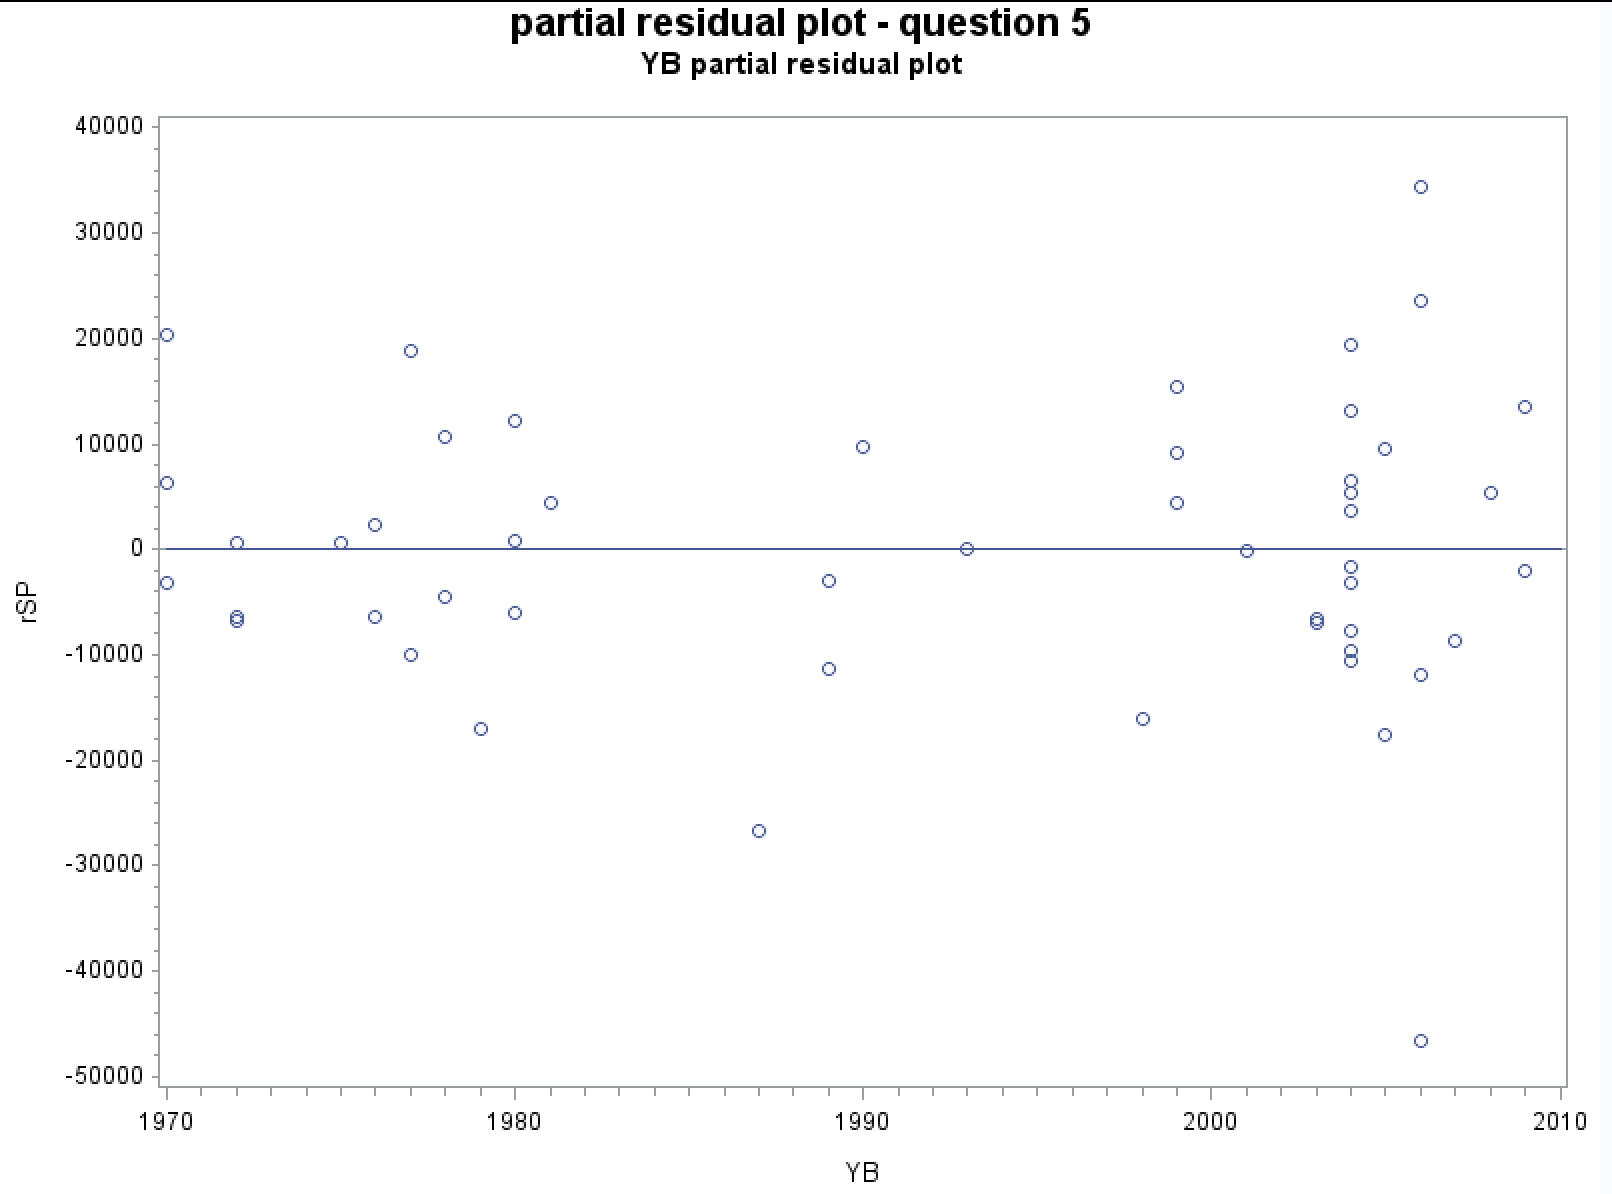 partial residual plot - question 5
YB partial residual plot
40000
30000
20000
10000
0
-10000
-20000
-30000
-40000
-50000
rSP
1970 1980 1990 2000 2010
YB